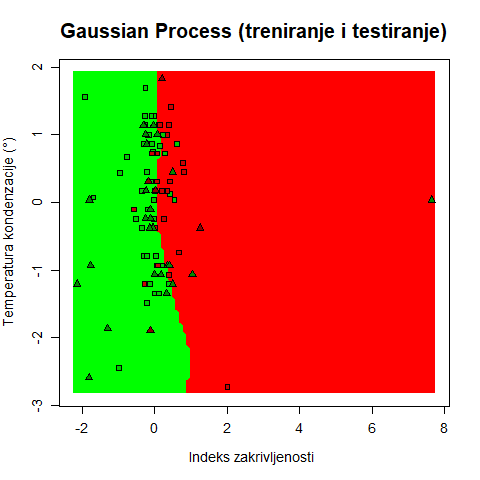 Gaussian Process (treniranje i testiranje)
Temperatura kondenzacije (°)
2
1
0
-1
-2
-3
-2 0 2 4 6 8
Indeks zakrivljenosti